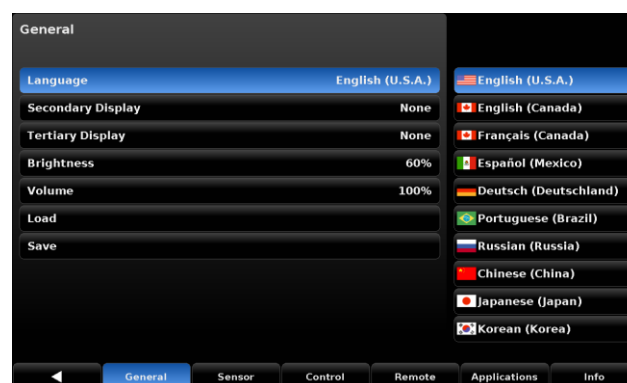 General
Language English (U.S.A.)
Secondary Display None
Tertiary Display None
Brightness 60%
Volume 100%
Load
Save
English (U.S.A.)
English (Canada)
Français (Canada)
Español (Mexico)
Deutsch (Deutschland)
Portuguese (Brazil)
Russian (Russia)
Chinese (China)
Japanese (Japan)
Korean (Korea)
General Sensor Control Remote Applications Info